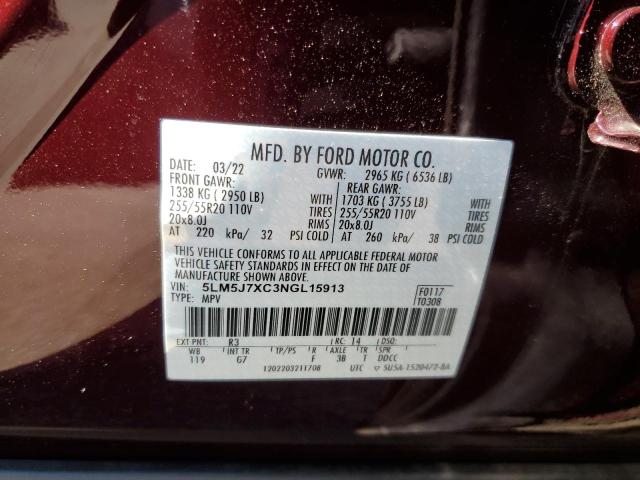 MFD. BY FORD MOTOR CO.
DATE: 03/22 GVWR: 2965 KG ( 6536 LB)
FRONT GAWR: REAR GAWR:
1338 KG ( 2950 LB) WITH 1703 KG ( 3755 LB) WITH
255/55R20 110V TIRES 255/55R20 110V TIRES
20x8.0J RIMS 20x8.0J RIMS
AT 220 kPa/ 32 PSI COLD AT 260 kPa/ 38 PSI COLD
THIS VEHICLE CONFORMS TO ALL APPLICABLE FEDERAL MOTOR
VEHICLE SAFETY STANDARDS IN EFFECT ON THE DATE OF
MANUFACTURE SHOWN ABOVE.
VIN: 5LM5J7XC3NGL15913 F0117
TYPE: MPV T0308
EXT PNT: R3 RC: 14 DSO:
WB INT TR TP/PS R AXLE TR SPR
119 G7 F 3B T DDCC
1202203211708 UTC SU5A-1520472-BA